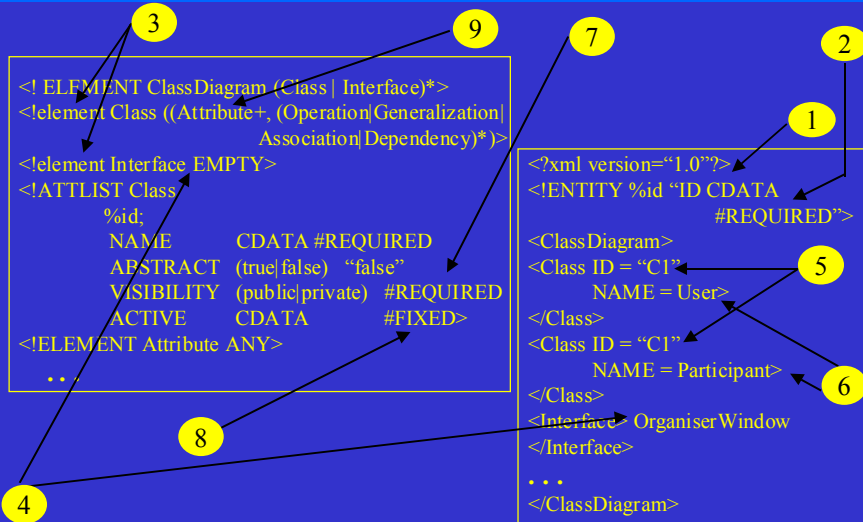 3
9
7
2
<! ELEMENT ClassDiagram (Class | Interface)*>
<!element Class ((Attribute+, (Operation|Generalization|
Association|Dependency)*)>
<!element Interface EMPTY>
<!ATTLIST Class
%id;
NAME CDATA #REQUIRED
ABSTRACT (true|false) “false”
VISIBILITY (public|private) #REQUIRED
ACTIVE CDATA #FIXED>
<!ELEMENT Attribute ANY>
. . .
1
<?xml version=“1.0”?>
<!ENTITY %id “ID CDATA
#REQUIRED”>
<ClassDiagram>
<Class ID = “C1”
NAME = User>
</Class>
<Class ID = “C1”
NAME = Participant>
</Class>
<Interface> OrganiserWindow
</Interface>
. . .
</ClassDiagram>
5
6
8
4